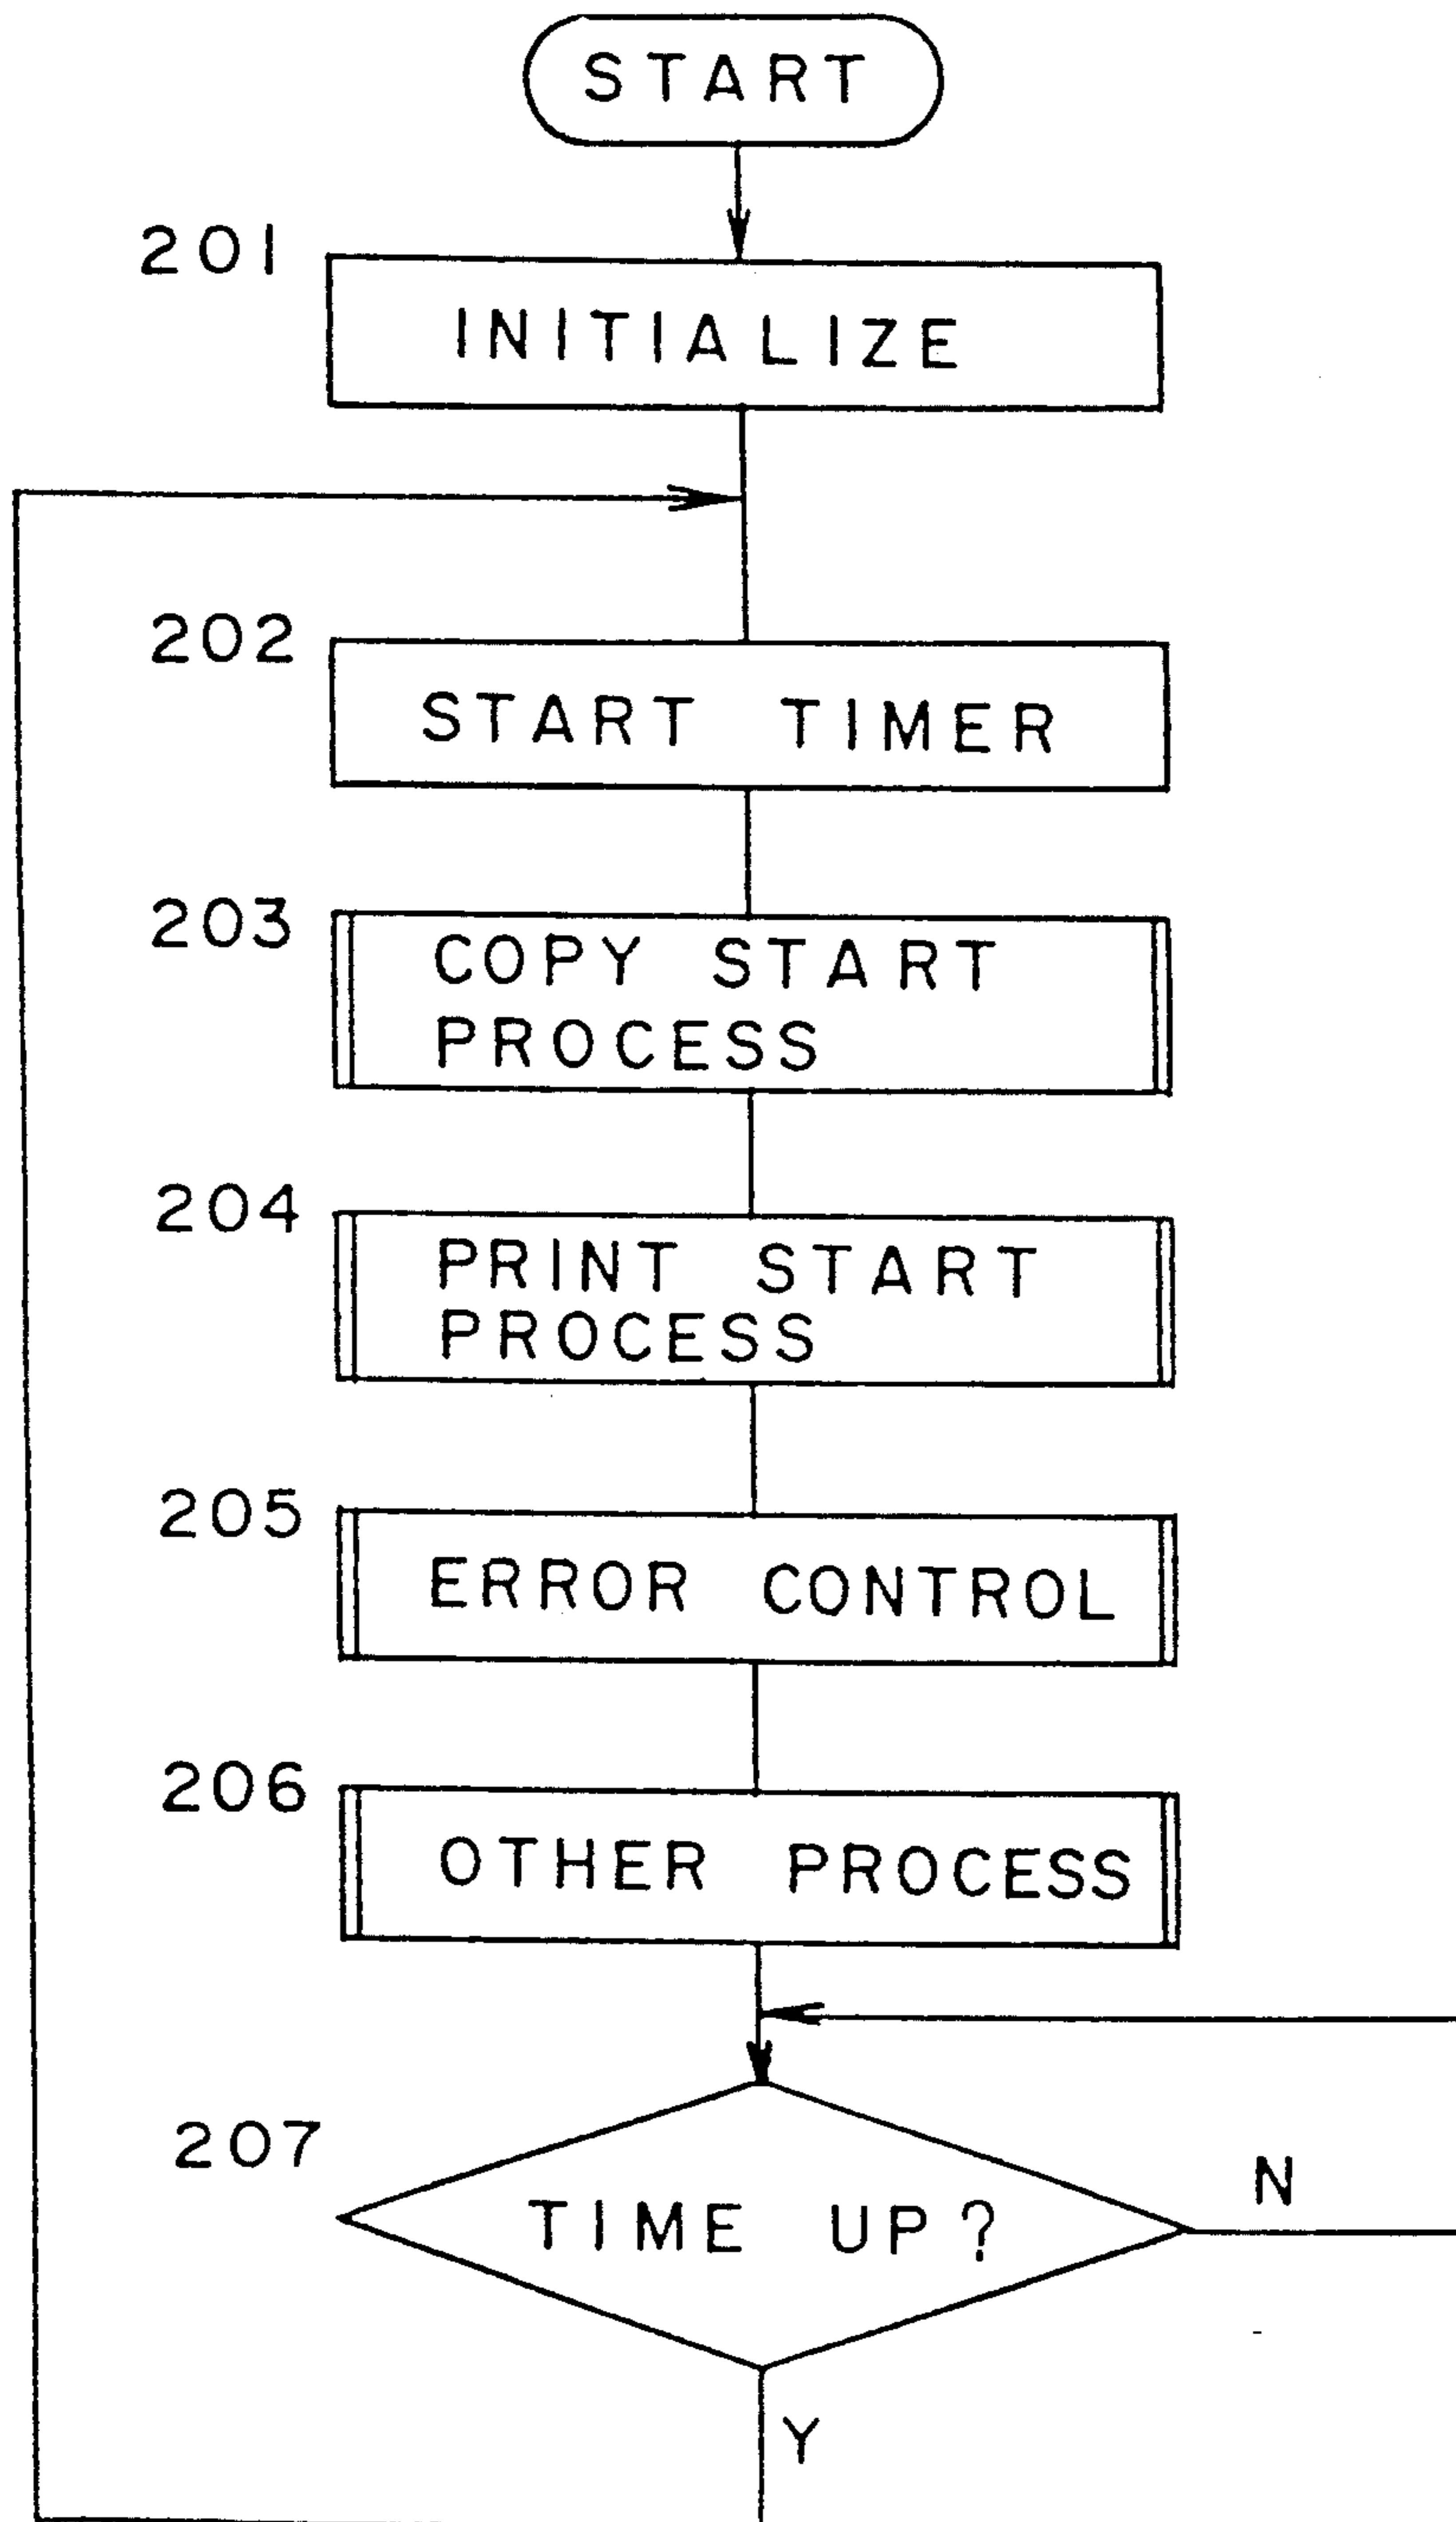 START
201
INITIALIZE
202
START TIMER
203
COPY START
PROCESS
204
PRINT START
PROCESS
205
ERROR CONTROL
206
OTHER PROCESS
207
TIME UP?
N
Y